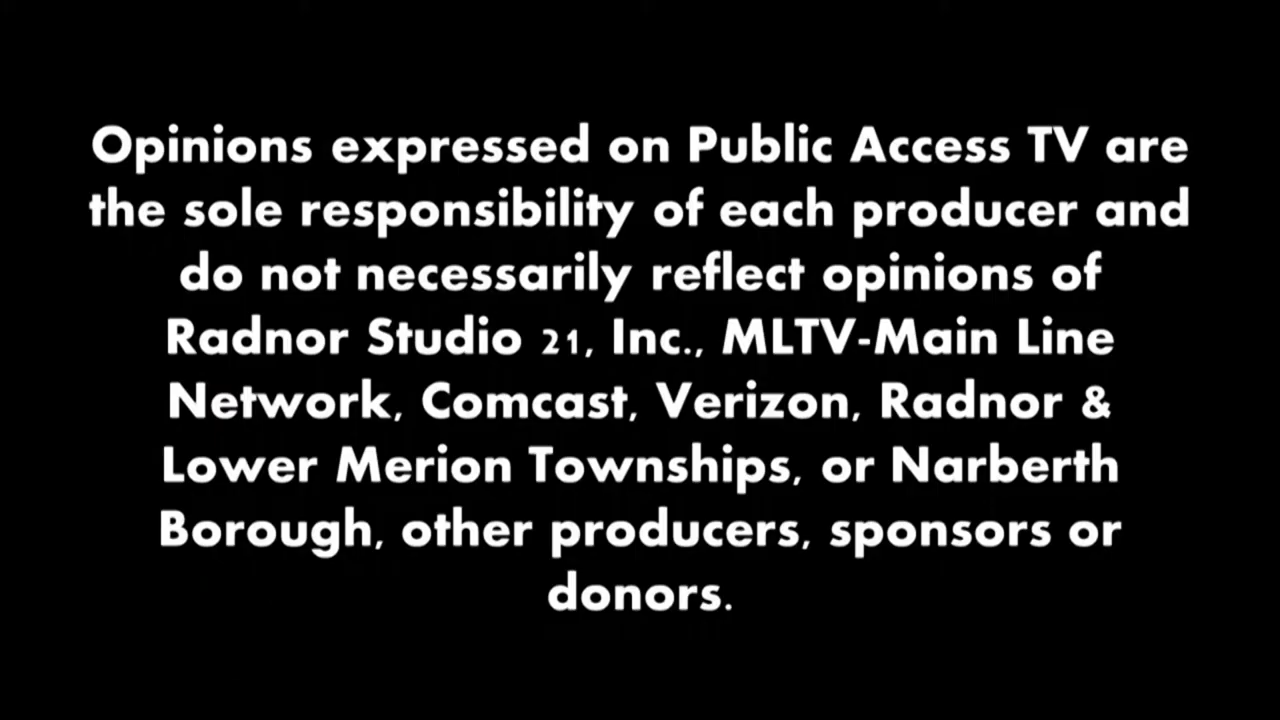 Opinions expressed on Public Access TV are
the sole responsibility of each producer and
do not necessarily reflect opinions of
Radnor Studio 21, Inc., MLTV-Main Line
Network, Comcast, Verizon, Radnor &
Lower Merion Townships, or Narberth
Borough, other producers, sponsors or
donors.